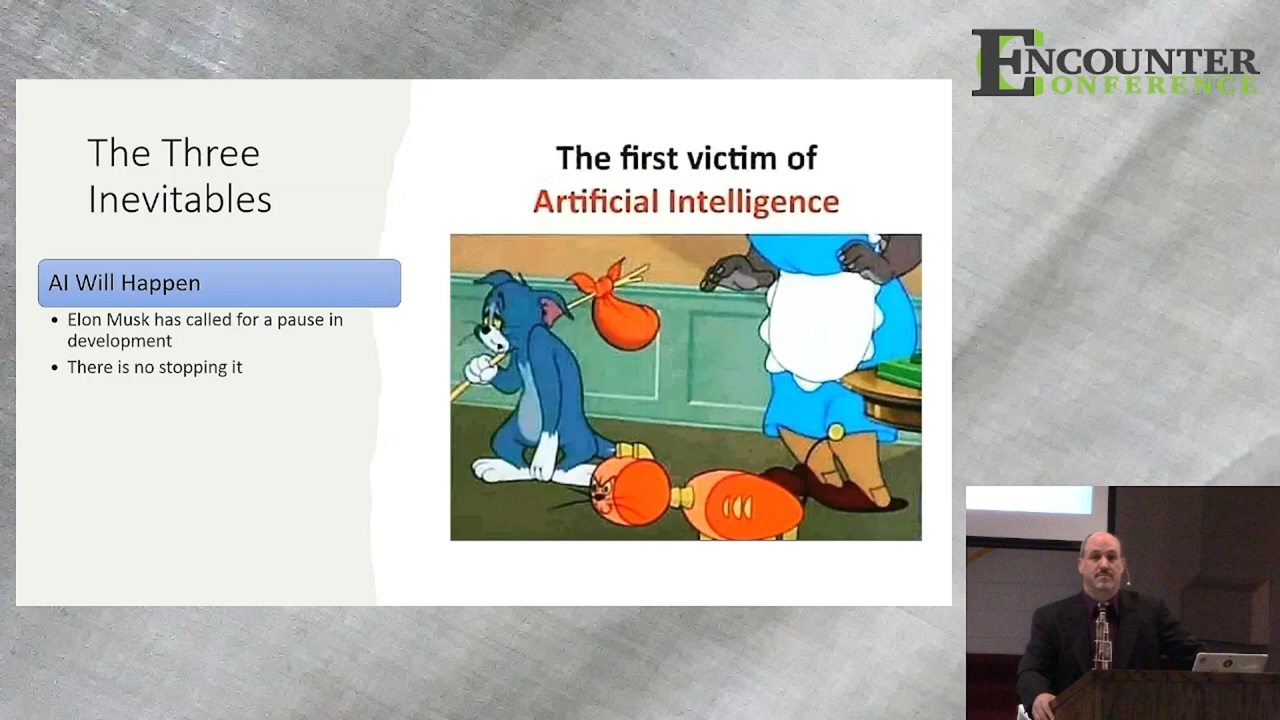 ENCOUNTER
CONFERENCE
The Three
Inevitables
AI Will Happen
• Elon Musk has called for a pause in
development
• There is no stopping it
The first victim of
Artificial Intelligence